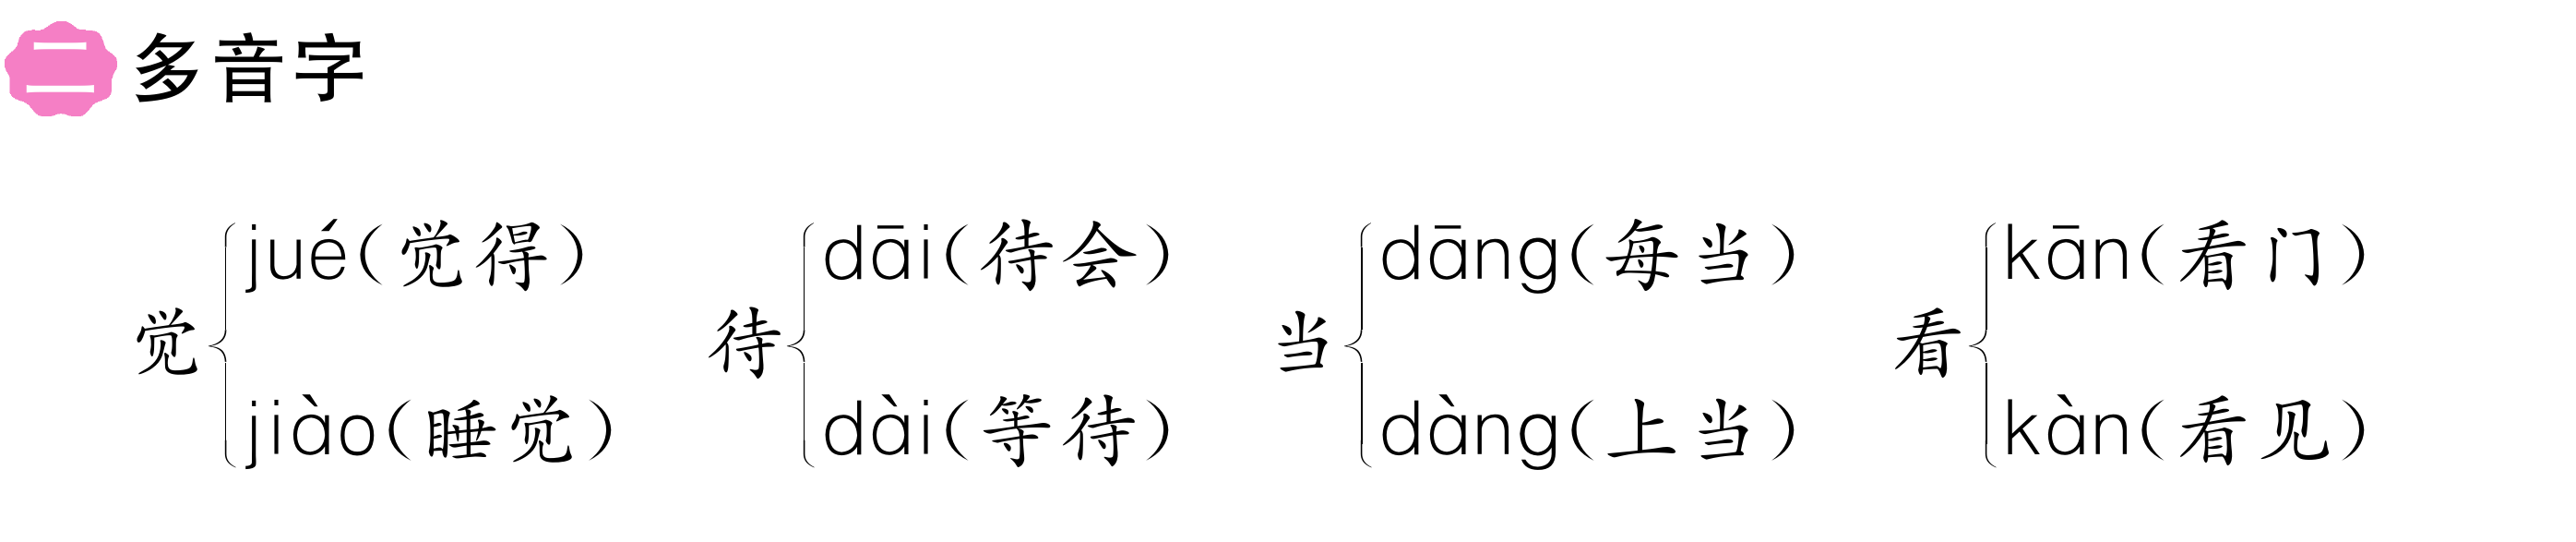 二 多音字
jué(觉得) dāi(待会) dāng(每当) kān(看门)
觉 待 当 看
jiào(睡觉) dài(等待) dàng(上当) kàn(看见)